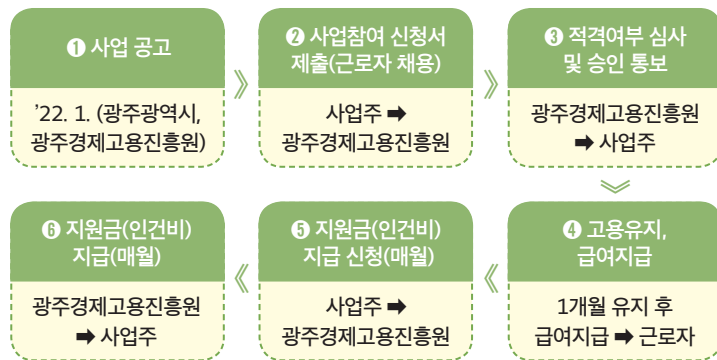 ❶ 사업 공고
’22. 1. (광주광역시,
광주경제고용진흥원)
❷ 사업참여 신청서
제출(근로자 채용)
사업주 ➡
광주경제고용진흥원
❸ 적격여부 심사
및 승인 통보
광주경제고용진흥원
➡ 사업주
❹ 고용유지,
급여지급
1개월 유지 후
급여지급 ➡ 근로자
❺ 지원금(인건비)
지급 신청(매월)
사업주 ➡
광주경제고용진흥원
❻ 지원금(인건비)
지급(매월)
광주경제고용진흥원
➡ 사업주